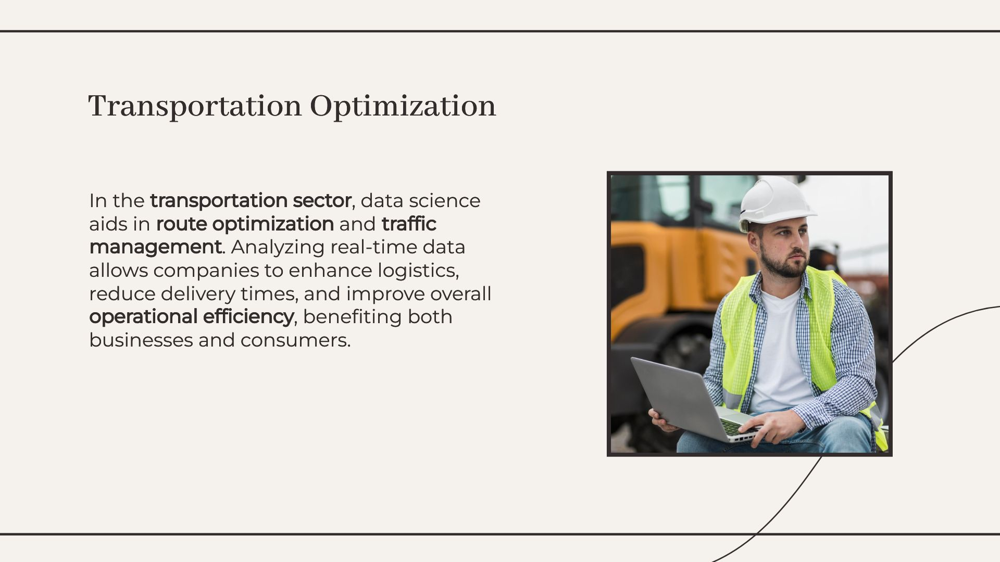 Transportation Optimization
In the transportation sector, data science
aids in route optimization and traffic
management. Analyzing real-time data
allows companies to enhance logistics,
reduce delivery times, and improve overall
operational efficiency, benefiting both
businesses and consumers.